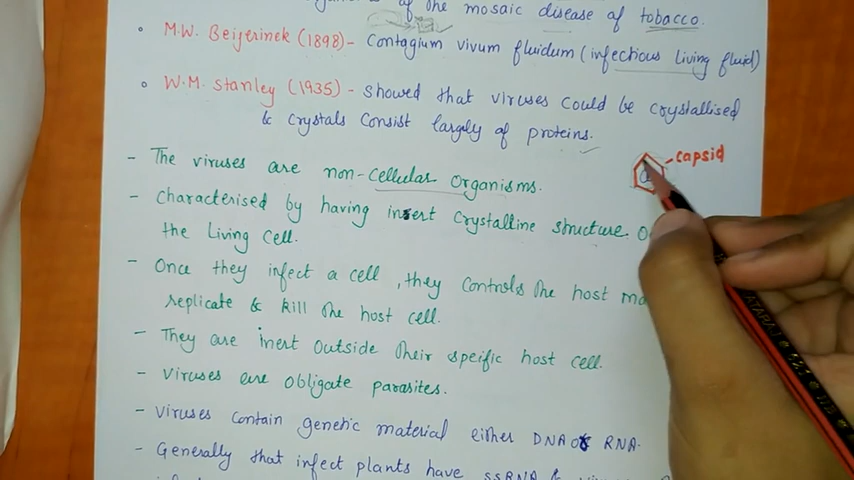 of the mosaic disease of tobacco.
M.W. Beijerinek (1898)- Contagium vivum fluidum (infectious living fluid)
W.M. Stanley (1935) - Showed that viruses could be crystallised
& crystals consist largely of proteins.
capsid
- The viruses are non-cellular organisms.
- characterised by having inert crystalline structure
the Living cell.
- Once they infect a cell, they controls the host
replicate & kill the host cell.
- They are inert outside their speific host cell.
- viruses are obligate parasites.
- viruses contain genetic material either DNA or RNA.
- Generally that infect plants have ssRNA &
ATARAJ 621 HB